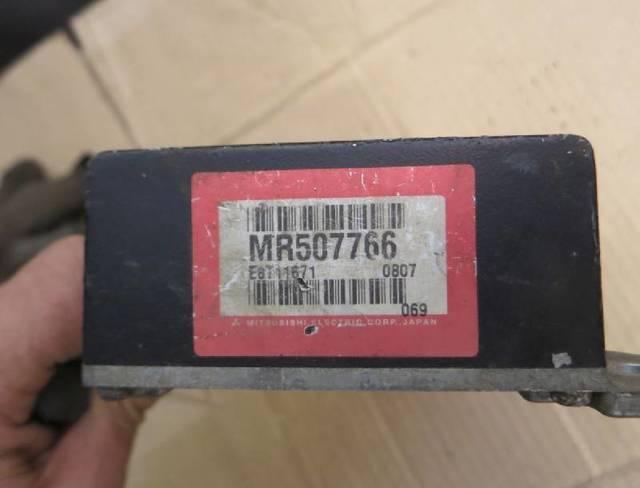 MR507766
E8T11671 0807
069
MITSUBISHI ELECTRIC CORP. JAPAN